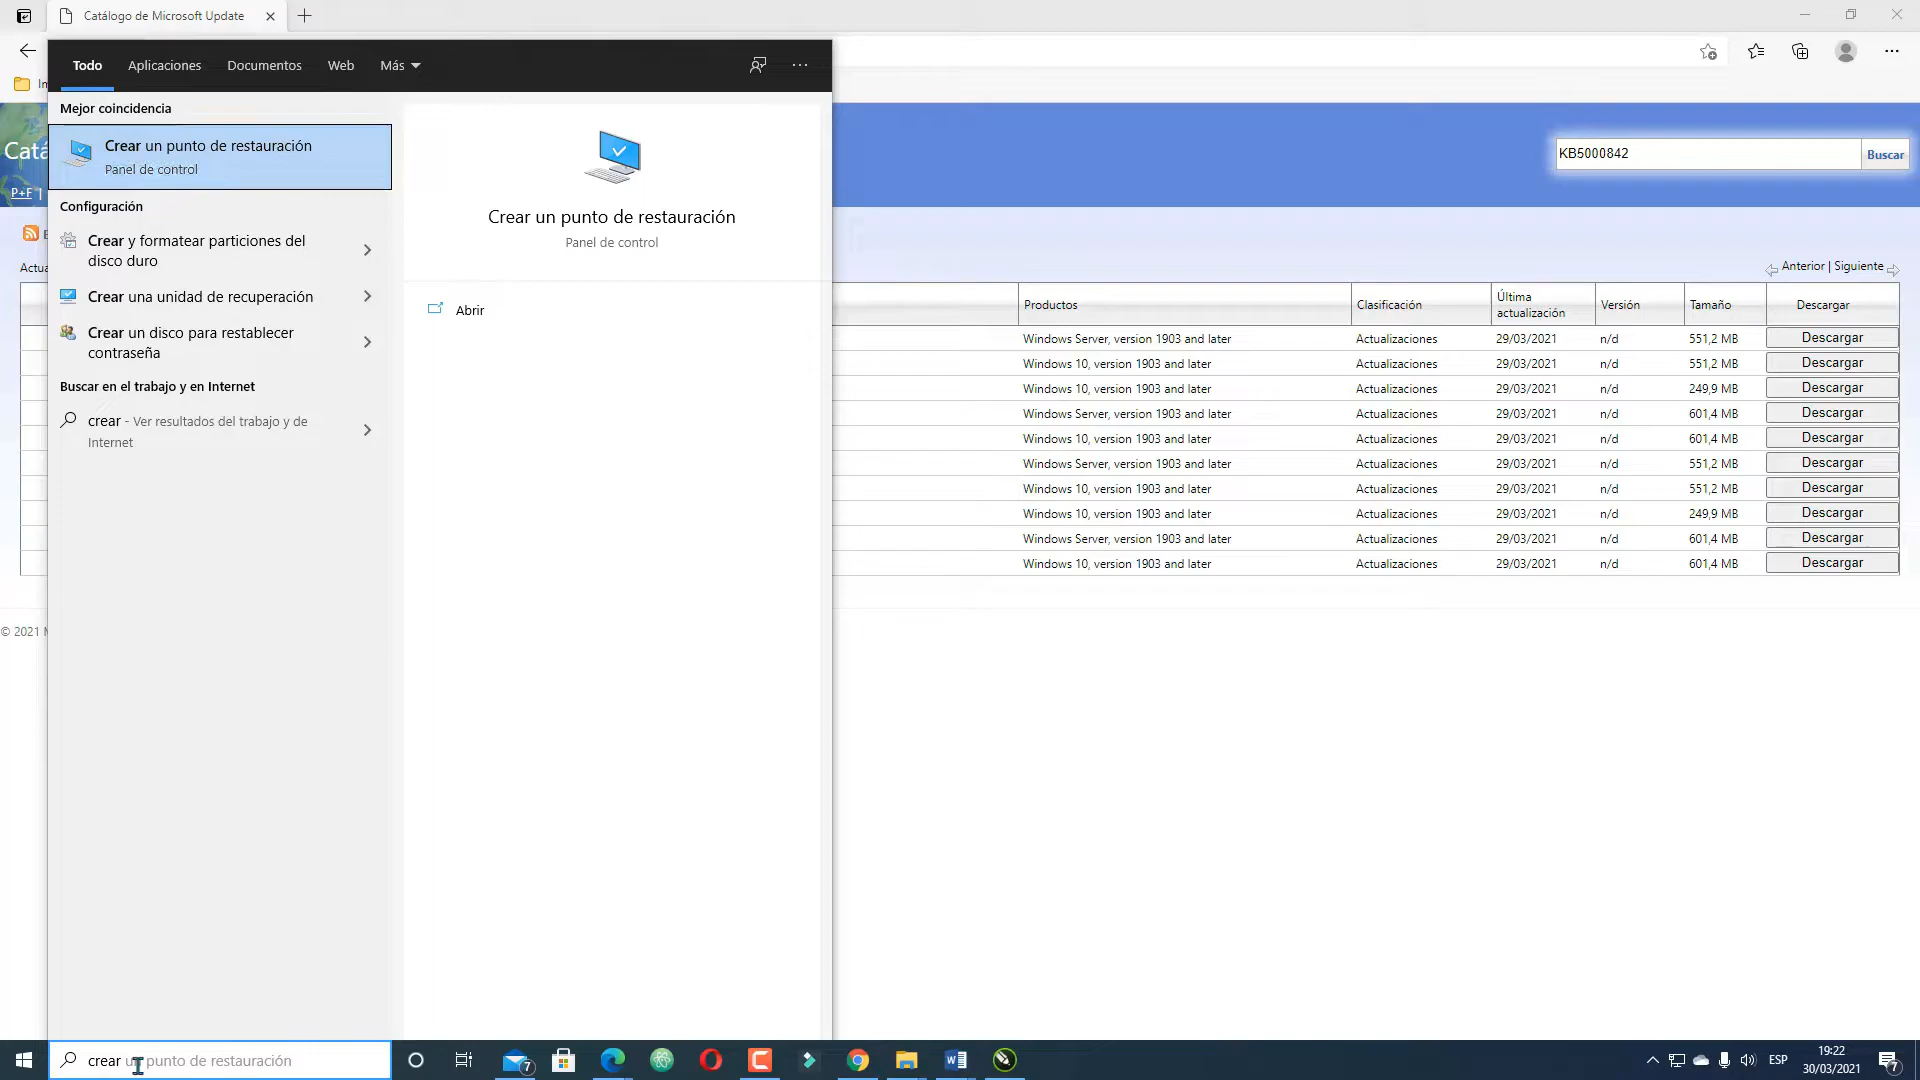 Catálogo de Microsoft Update
Todo
Aplicaciones
Documentos
Web
Más
Mejor coincidencia
Crear un punto de restauración
Panel de control
Configuración
Crear y formatear particiones del
disco duro
Crear una unidad de recuperación
Crear un disco para restablecer
contraseña
Buscar en el trabajo y en Internet
crear - Ver resultados del trabajo y de
Internet
Crear un punto de restauración
Panel de control
Abrir
P+F |
KB5000842
Buscar
Anterior | Siguiente
Productos Clasificación Última actualización Versión Tamaño Descargar
Windows Server, version 1903 and later Actualizaciones 29/03/2021 n/d 551,2 MB Descargar
Windows 10, version 1903 and later Actualizaciones 29/03/2021 n/d 551,2 MB Descargar
Windows 10, version 1903 and later Actualizaciones 29/03/2021 n/d 249,9 MB Descargar
Windows Server, version 1903 and later Actualizaciones 29/03/2021 n/d 601,4 MB Descargar
Windows 10, version 1903 and later Actualizaciones 29/03/2021 n/d 601,4 MB Descargar
Windows Server, version 1903 and later Actualizaciones 29/03/2021 n/d 551,2 MB Descargar
Windows 10, version 1903 and later Actualizaciones 29/03/2021 n/d 551,2 MB Descargar
Windows 10, version 1903 and later Actualizaciones 29/03/2021 n/d 249,9 MB Descargar
Windows Server, version 1903 and later Actualizaciones 29/03/2021 n/d 601,4 MB Descargar
Windows 10, version 1903 and later Actualizaciones 29/03/2021 n/d 601,4 MB Descargar
© 2021
crear un punto de restauración
7
ESP
19:22
30/03/2021
7